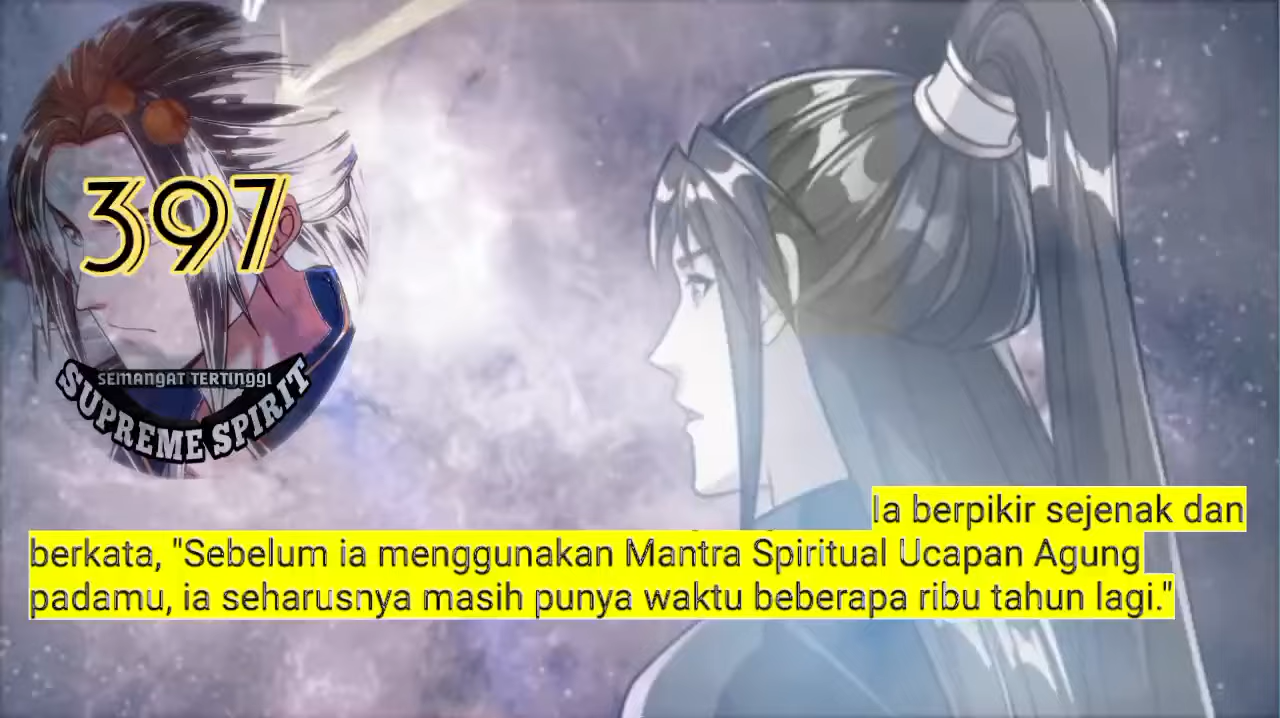 397
SEMANGAT TERTINGGI
SUPREME SPIRIT
Ia berpikir sejenak dan
berkata, "Sebelum ia menggunakan Mantra Spiritual Ucapan Agung
padamu, ia seharusnya masih punya waktu beberapa ribu tahun lagi."